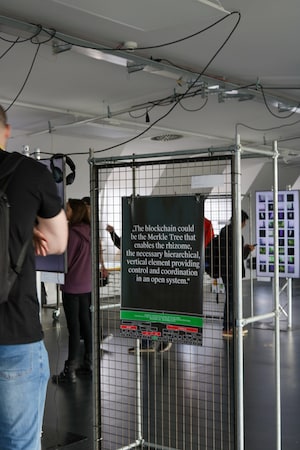 „The blockchain could
be the Merkle Tree that
enables the rhizome,
the necessary hierarchical,
vertical element providing
control and coordination
in an open system.“